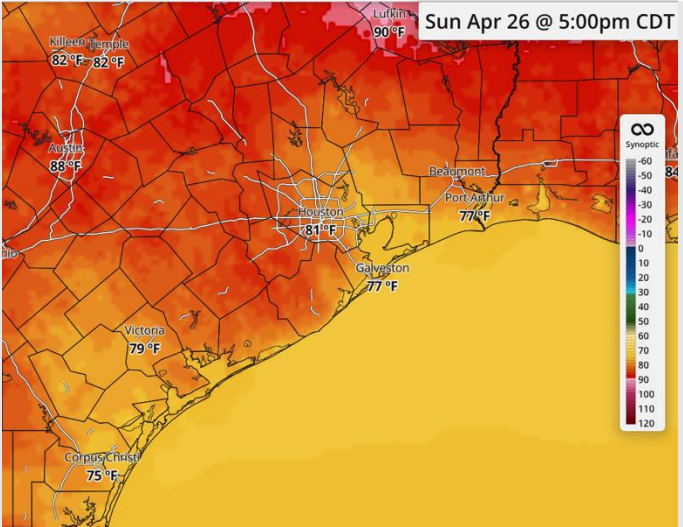 Sun Apr 26 @ 5:00pm CDT
Lufkin
90 °F
Killeen Temple
82 °F 82 °F
Synoptic
Austin
88 °F
Beaumont
84
Port Arthur
77 °F
Houston
81 °F
nio
Galveston
77 °F
Victoria
79 °F
Corpus Christi
75 °F
-60
-50
-40
-30
-20
-10
0
10
20
30
40
50
60
70
80
90
100
110
120